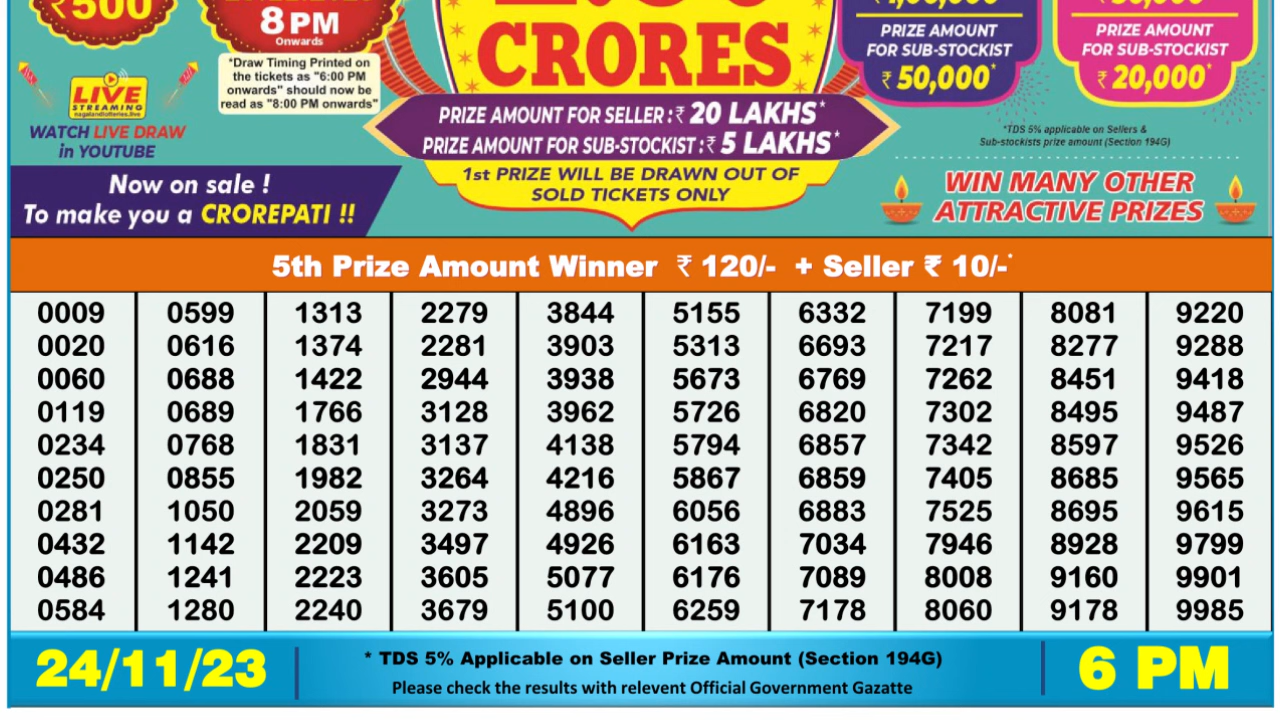 ₹500
8 PM
Onwards
*Draw Timing Printed on
the tickets as "6:00 PM
onwards" should now be
read as "8:00 PM onwards"
LIVE
STREAMING
nagalandlotteries.live
WATCH LIVE DRAW
in YOUTUBE
Now on sale !
To make you a CROREPATI !!
CRORES
PRIZE AMOUNT FOR SELLER : ₹ 20 LAKHS*
PRIZE AMOUNT FOR SUB-STOCKIST : ₹ 5 LAKHS*
1st PRIZE WILL BE DRAWN OUT OF
SOLD TICKETS ONLY
PRIZE AMOUNT
FOR SUB-STOCKIST
₹ 50,000*
PRIZE AMOUNT
FOR SUB-STOCKIST
₹ 20,000*
*TDS 5% applicable on Sellers &
Sub-stockists prize amount (Section 194G)
WIN MANY OTHER
ATTRACTIVE PRIZES
5th Prize Amount Winner ₹ 120/- + Seller ₹ 10/-*
0009 0599 1313 2279 3844 5155 6332 7199 8081 9220
0020 0616 1374 2281 3903 5313 6693 7217 8277 9288
0060 0688 1422 2944 3938 5673 6769 7262 8451 9418
0119 0689 1766 3128 3962 5726 6820 7302 8495 9487
0234 0768 1831 3137 4138 5794 6857 7342 8597 9526
0250 0855 1982 3264 4216 5867 6859 7405 8685 9565
0281 1050 2059 3273 4896 6056 6883 7525 8695 9615
0432 1142 2209 3497 4926 6163 7034 7946 8928 9799
0486 1241 2223 3605 5077 6176 7089 8008 9160 9901
0584 1280 2240 3679 5100 6259 7178 8060 9178 9985
24/11/23
* TDS 5% Applicable on Seller Prize Amount (Section 194G)
Please check the results with relevent Official Government Gazatte
6 PM